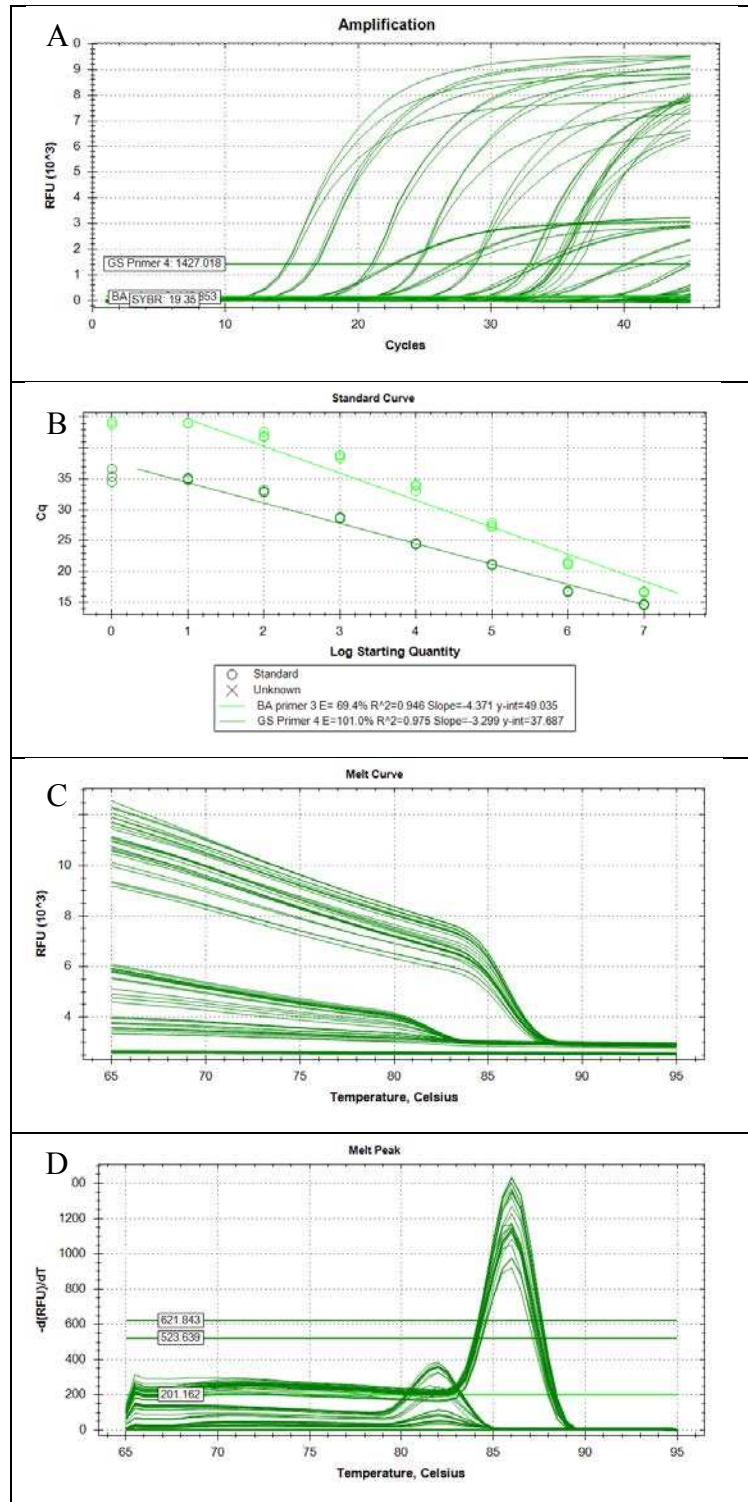 A
Amplification
0
9
8
7
6
5
4
3
2
1
0
RFU (10^3)
GS Primer 4: 1427.018
SYBR: 19.35
0 10 20 30 40
Cycles
B
Standard Curve
35
30
25
20
15
Cq
0 1 2 3 4 5 6 7
Log Starting Quantity
Standard
Unknown
BA primer 3 E= 69.4% R^2=0.946 Slope=-4.371 y-int=49.035
GS Primer 4 E=101.0% R^2=0.975 Slope=-3.299 y-int=37.687
C
Melt Curve
10
8
6
4
RFU (10^3)
65 70 75 80 85 90 95
Temperature, Celsius
D
Melt Peak
00
1200
1000
800
600
400
200
0
-d(RFU)/dT
621.843
523.639
201.162
65 70 75 80 85 90 95
Temperature, Celsius